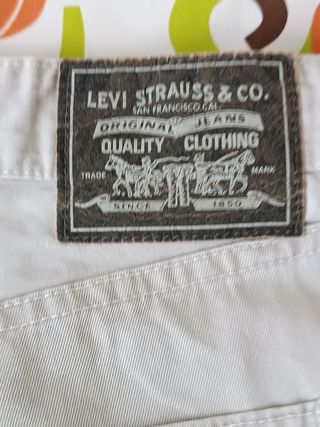 LEVI STRAUSS & CO.
SAN FRANCISCO, CAL.
ORIGINAL JEANS
QUALITY CLOTHING
TRADE MARK
SINCE 1850